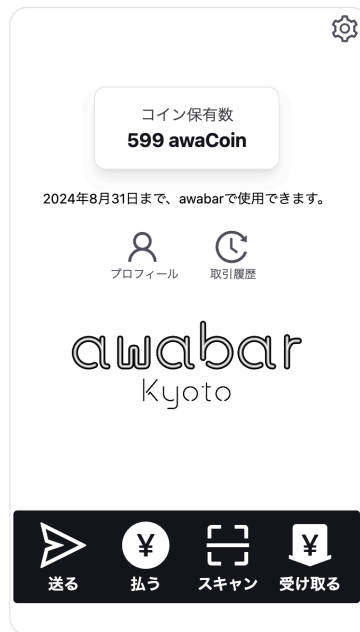 コイン保有数
599 awaCoin
2024年8月31日まで、awabarで使用できます。
プロフィール 取引履歴
awabar
Kyoto
送る 払う スキャン 受け取る